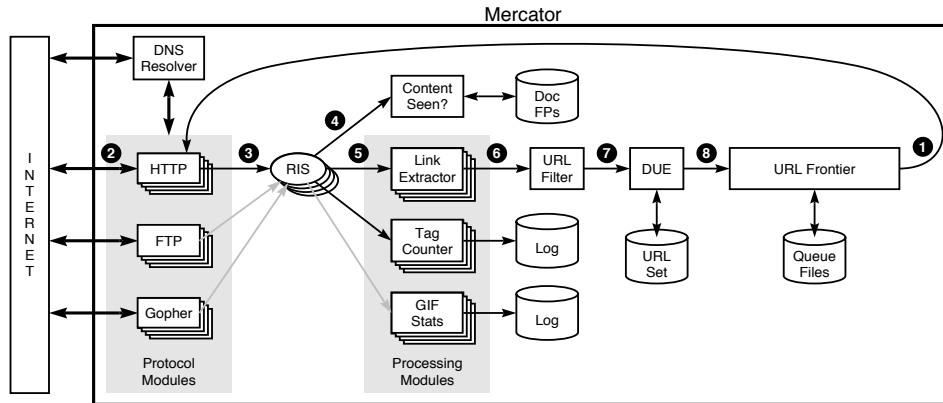 Mercator
DNS
Resolver
Content
Seen?
Doc
FPs
4
1
INTERNET
2
HTTP
3
RIS
5
Link
Extractor
6
URL
Filter
7
DUE
8
URL Frontier
FTP
Tag
Counter
Log
URL
Set
Queue
Files
Gopher
GIF
Stats
Log
Protocol
Modules
Processing
Modules